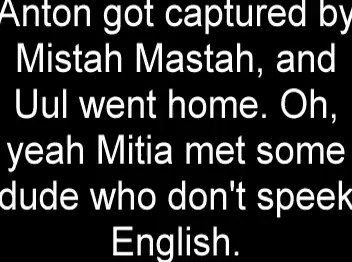 Anton got captured by
Mistah Mastah, and
Uul went home. Oh,
yeah Mitia met some
dude who don't speek
English.